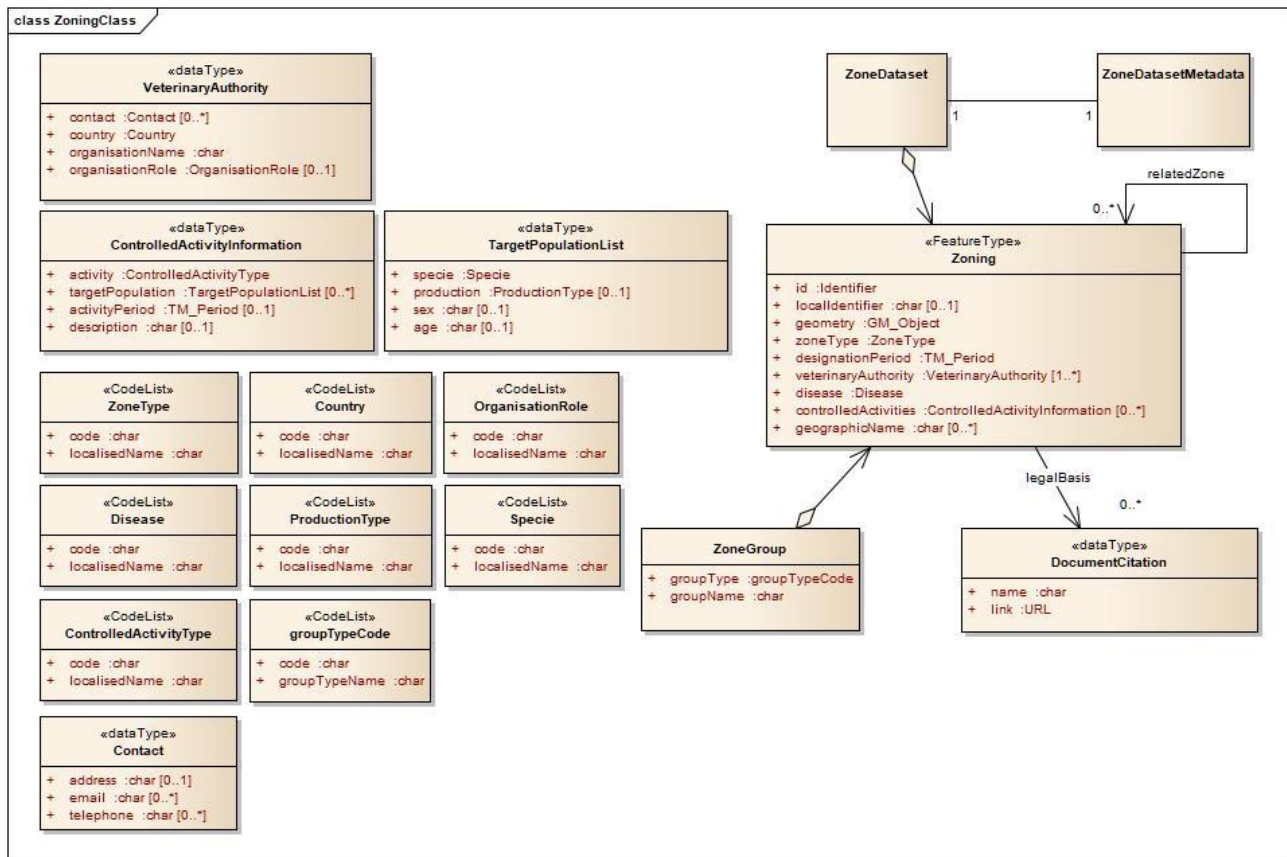 class ZoningClass
«dataType»
VeterinaryAuthority
+ contact :Contact [0..*]
+ country :Country
+ organisationName :char
+ organisationRole :OrganisationRole [0..1]
«dataType»
ControlledActivityInformation
+ activity :ControlledActivityType
+ targetPopulation :TargetPopulationList [0..*]
+ activityPeriod :TM_Period [0..1]
+ description :char [0..1]
«dataType»
TargetPopulationList
+ specie :Specie
+ production :ProductionType [0..1]
+ sex :char [0..1]
+ age :char [0..1]
«CodeList»
ZoneType
+ code :char
+ localisedName :char
«CodeList»
Country
+ code :char
+ localisedName :char
«CodeList»
OrganisationRole
+ code :char
+ localisedName :char
«CodeList»
Disease
+ code :char
+ localisedName :char
«CodeList»
ProductionType
+ code :char
+ localisedName :char
«CodeList»
Specie
+ code :char
+ localisedName :char
«CodeList»
ControlledActivityType
+ code :char
+ localisedName :char
«CodeList»
groupTypeCode
+ code :char
+ groupTypeName :char
«dataType»
Contact
+ address :char [0..1]
+ email :char [0..*]
+ telephone :char [0..*]
ZoneDataset
1
1
ZoneDatasetMetadata
relatedZone
0..*
«FeatureType»
Zoning
+ id :Identifier
+ localIdentifier :char [0..1]
+ geometry :GM_Object
+ zoneType :ZoneType
+ designationPeriod :TM_Period
+ veterinaryAuthority :VeterinaryAuthority [1..*]
+ disease :Disease
+ controlledActivities :ControlledActivityInformation [0..*]
+ geographicName :char [0..*]
legalBasis
0..*
ZoneGroup
+ groupType :groupTypeCode
+ groupName :char
«dataType»
DocumentCitation
+ name :char
+ link :URL